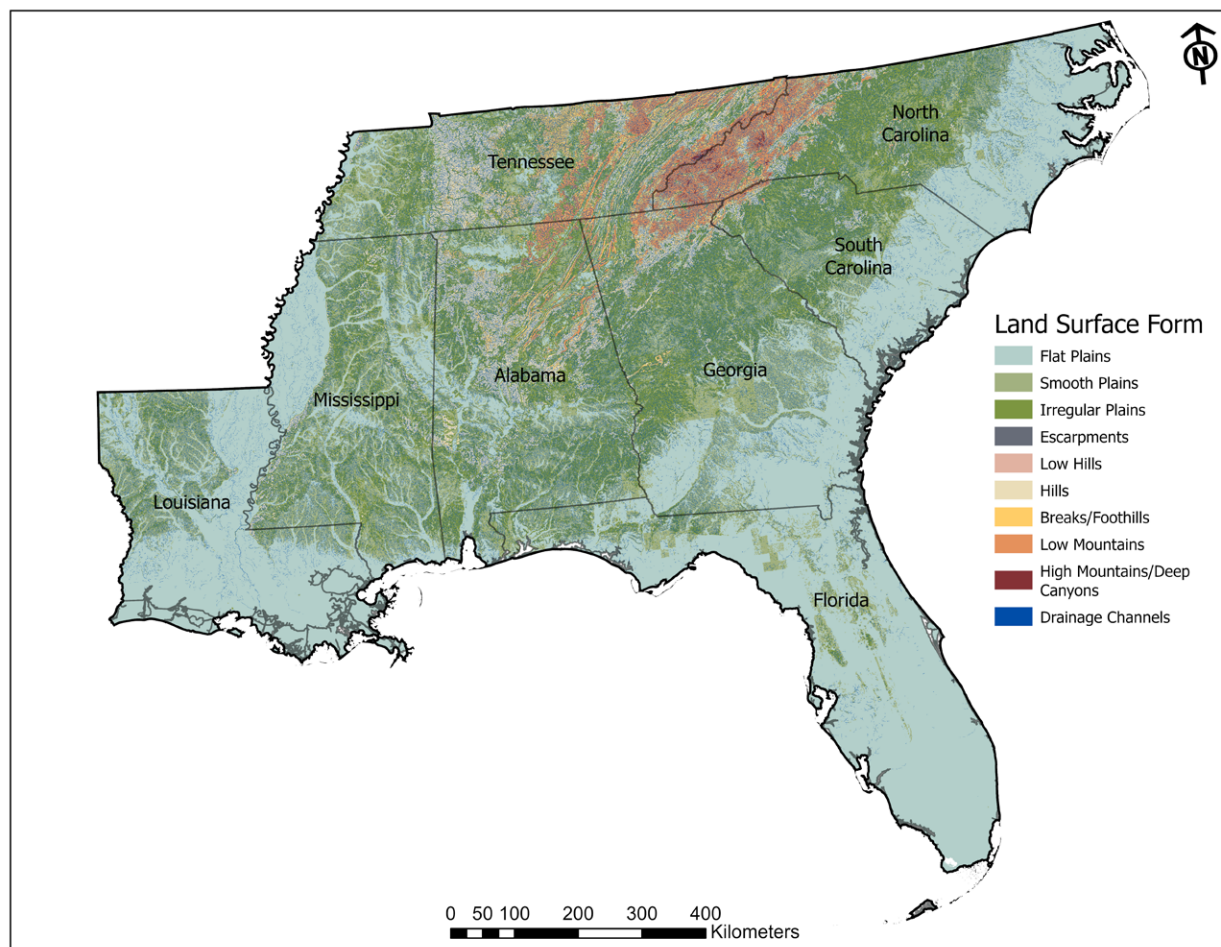 N
North
Carolina
Tennessee
South
Carolina
Land Surface Form
Flat Plains
Smooth Plains
Irregular Plains
Escarpments
Low Hills
Hills
Breaks/Foothills
Low Mountains
High Mountains/Deep
Canyons
Drainage Channels
Georgia
Alabama
Mississippi
Louisiana
Florida
0 50 100 200 300 400
Kilometers